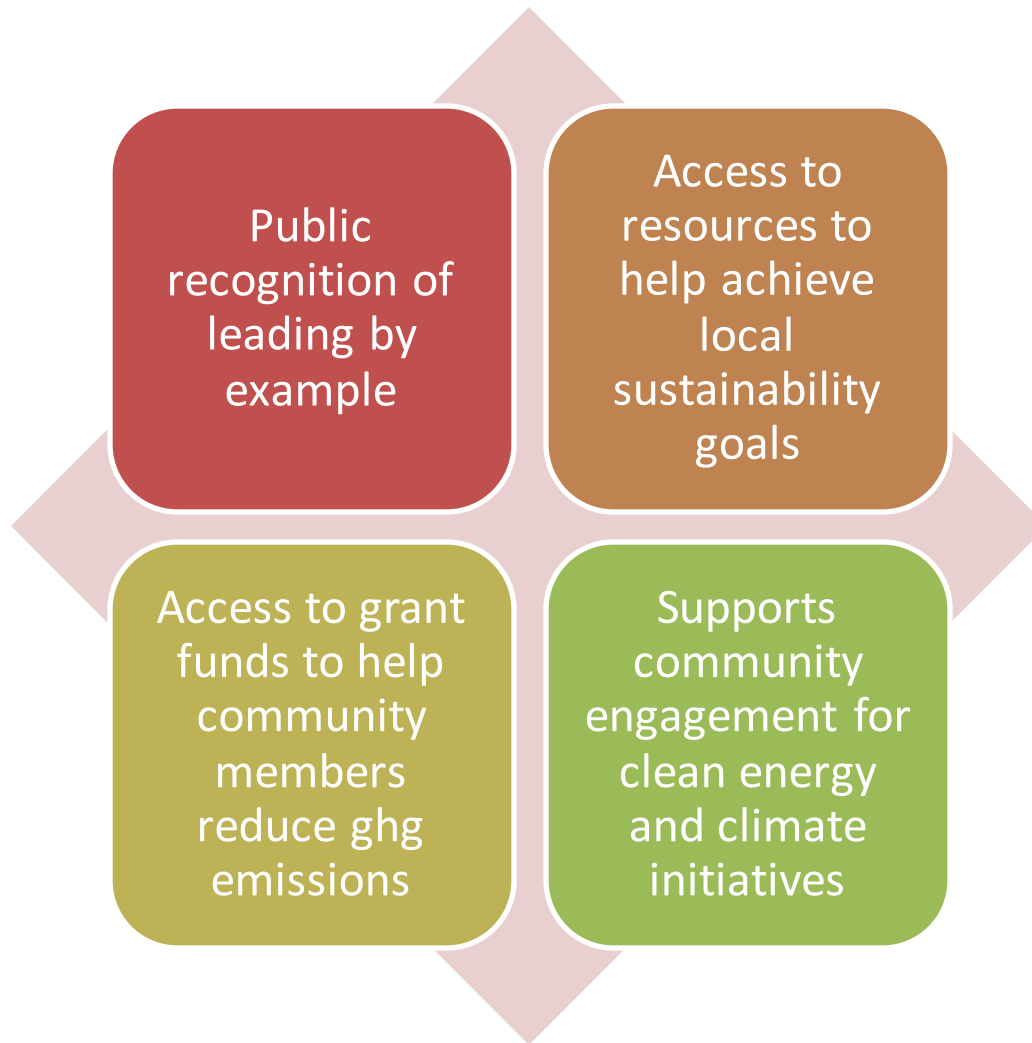 Public
recognition of
leading by
example
Access to
resources to
help achieve
local
sustainability
goals
Access to grant
funds to help
community
members
reduce ghg
emissions
Supports
community
engagement for
clean energy
and climate
initiatives